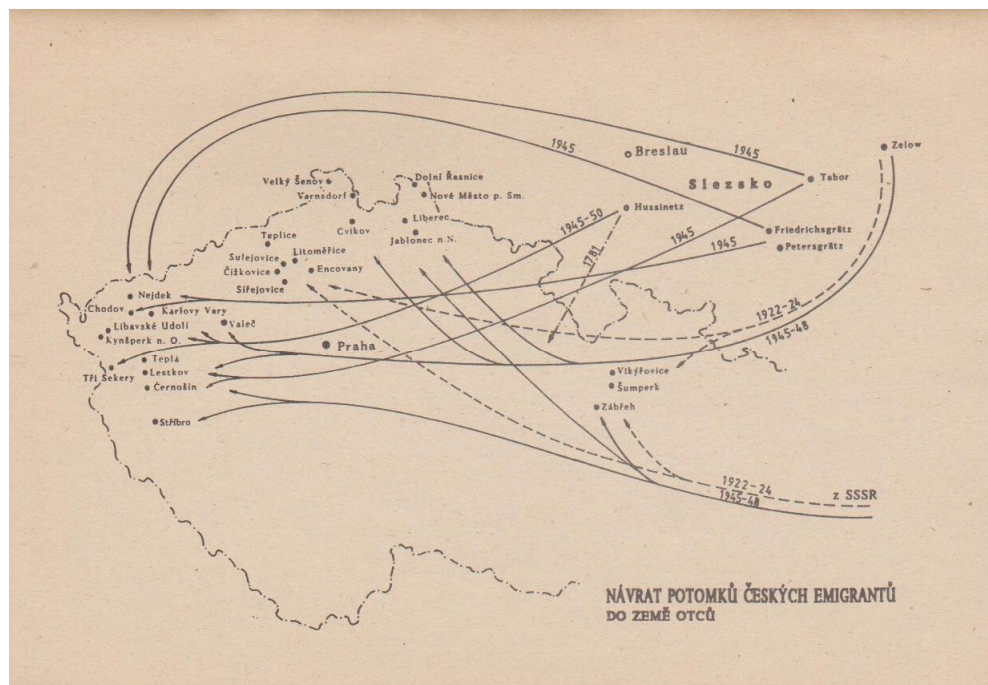 1945
Breslau
1945
Zelow
Velký Šenov
Dolní Řasnice
Slezsko
Tabor
Varnsdorf
Nové Město p. Sm.
Hussinetz
Liberec
1945-50
Cvikov
Jablonec n.N.
Friedrichsgrätz
Teplice
1945
1945
Petersgrätz
Litoměřice
Sulejovice
1781
Čížkovice
Encovany
Siřejovice
Nejdek
Chodov
Karlovy Vary
1922-24
Libavské Údolí
Valeč
1945-48
Kynšperk n. O.
Praha
Teplá
Tři Sekery
Lestkov
Vikýřovice
Černošín
Šumperk
Zábřeh
Stříbro
1922-24
z SSSR
1945-48
NÁVRAT POTOMKŮ ČESKÝCH EMIGRANTŮ
DO ZEMĚ OTCŮ